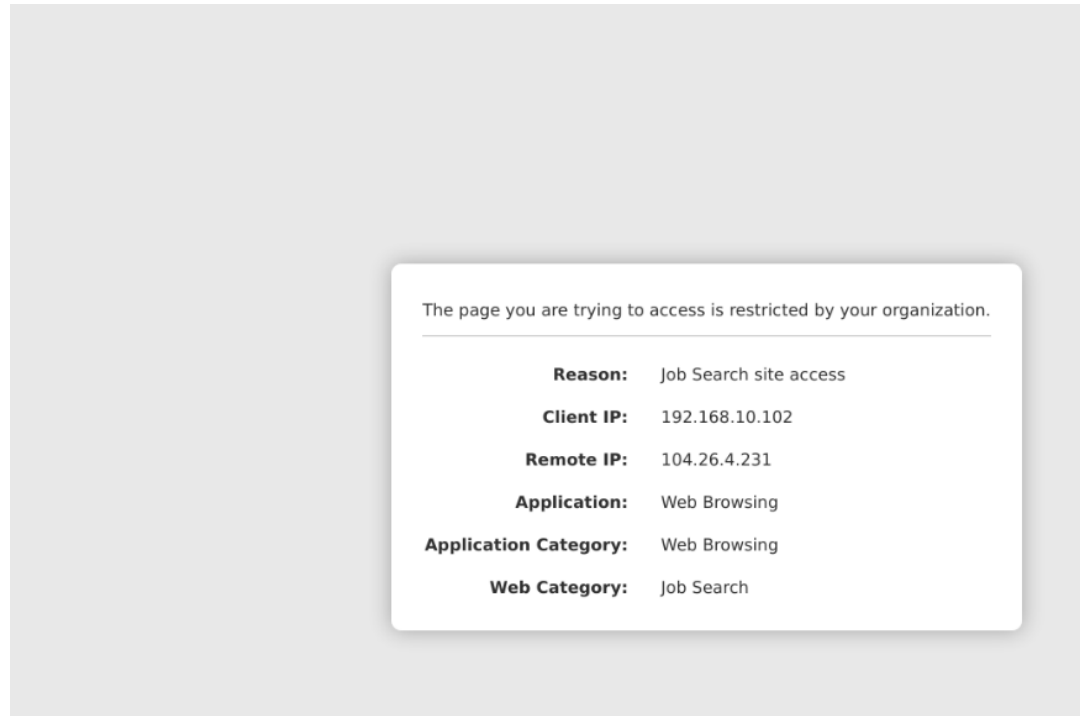 The page you are trying to access is restricted by your organization.
Reason: Job Search site access
Client IP: 192.168.10.102
Remote IP: 104.26.4.231
Application: Web Browsing
Application Category: Web Browsing
Web Category: Job Search